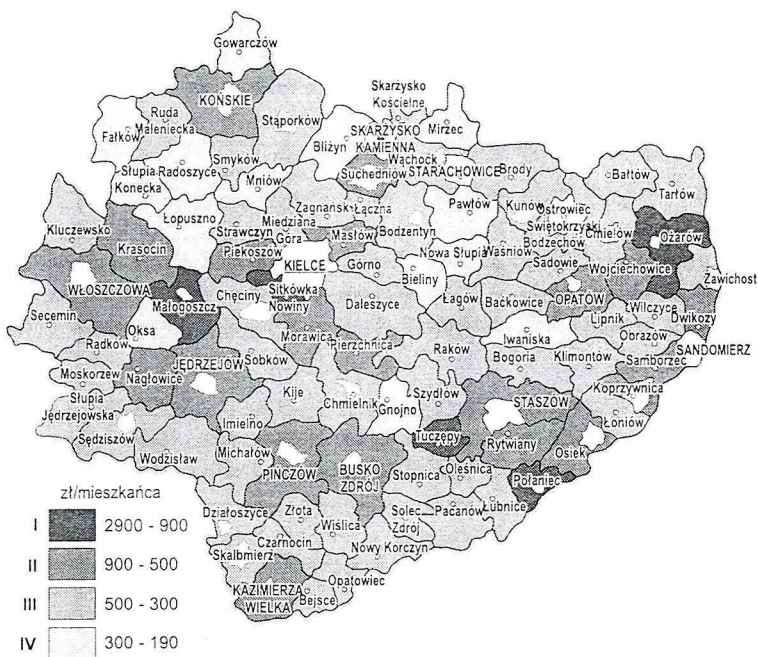 Gowarczów
KOŃSKIE
Skarżysko
Kościelne
Ruda
Maleniecka
Stąporków
Fałków
SKARŻYSKO
KAMIENNA
Mirzec
Bliżyn
Słupia
Konecka
Radoszyce
Smyków
Wąchock
STARACHOWICE
Brody
Bałtów
Mniów
Suchedniów
Tarłów
Zagnańsk
Łączna
Pawłów
Kunów
Ostrowiec
Świętokrzyski
Łopuszno
Strawczyn
Miedziana
Góra
Masłów
Bodzentyn
Bodzechów
Ćmielów
Ożarów
Kluczewsko
Krasocin
Piekoszów
KIELCE
Nowa Słupia
Waśniów
Sadowie
Wojciechowice
Górno
Bieliny
Zawichost
WŁOSZCZOWA
Małogoszcz
Chęciny
Sitkówka
Nowiny
Daleszyce
Łagów
Baćkowice
OPATÓW
Wilczyce
Dwikozy
Secemin
Oksa
Lipnik
Morawica
Iwaniska
Obrazów
SANDOMIERZ
Radków
Pierzchnica
Raków
Bogoria
Klimontów
Samborzec
JĘDRZEJÓW
Sobków
Moskorzew
Nagłowice
Kije
Szydłów
Koprzywnica
Słupia
Jędrzejowska
Chmielnik
Gnojno
STASZÓW
Łoniów
Imielno
Sędziszów
Tuczępy
Rytwiany
Osiek
Wodzisław
Michałów
PIŃCZÓW
BUSKO
ZDRÓJ
Stopnica
Oleśnica
Połaniec
Działoszyce
Złota
Wiślica
Solec
Zdrój
Pacanów
Łubnice
Czarnocin
Skalbmierz
Nowy Korczyn
KAZIMIERZA
WIELKA
Opatowiec
Bejsce
zł/mieszkańca
I 2900 - 900
II 900 - 500
III 500 - 300
IV 300 - 190